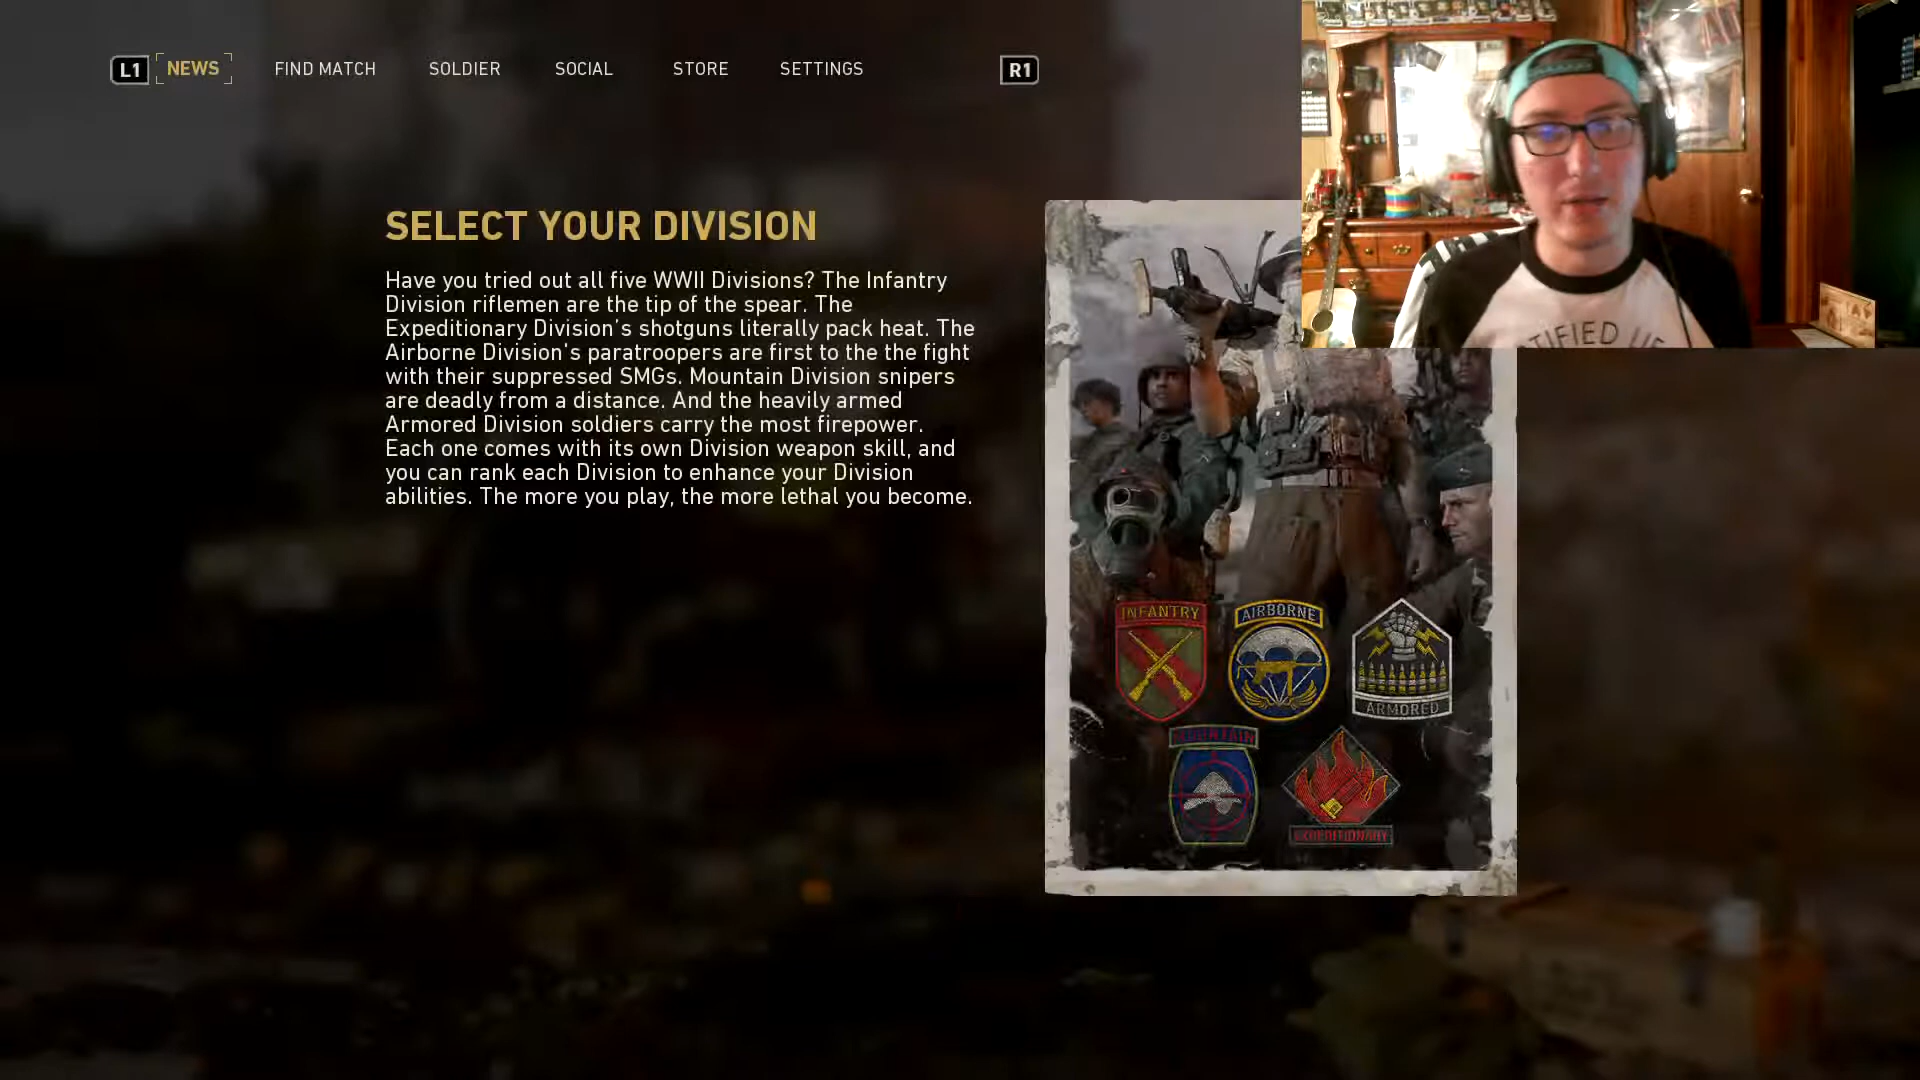 L1 NEWS FIND MATCH SOLDIER SOCIAL STORE SETTINGS R1
SELECT YOUR DIVISION
Have you tried out all five WWII Divisions? The Infantry
Division riflemen are the tip of the spear. The
Expeditionary Division's shotguns literally pack heat. The
Airborne Division's paratroopers are first to the the fight
with their suppressed SMGs. Mountain Division snipers
are deadly from a distance. And the heavily armed
Armored Division soldiers carry the most firepower.
Each one comes with its own Division weapon skill, and
you can rank each Division to enhance your Division
abilities. The more you play, the more lethal you become.
INFANTRY
AIRBORNE
ARMORED
MOUNTAIN
EXPEDITIONARY